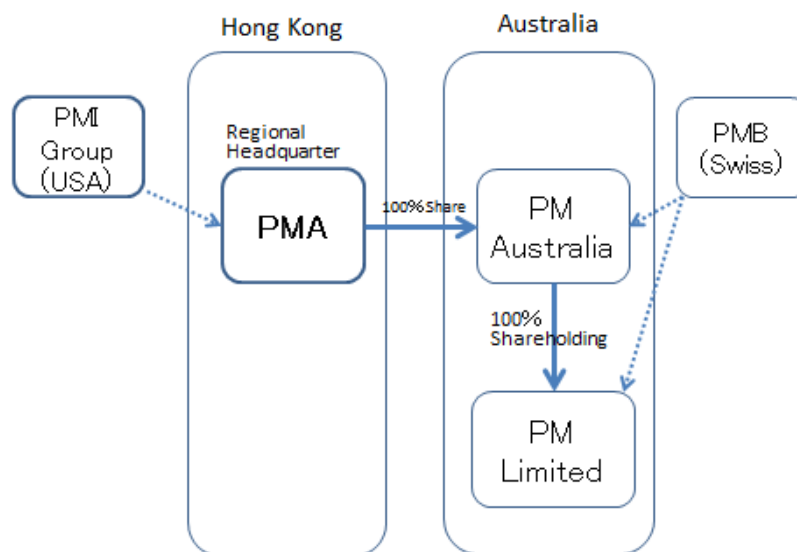 Hong Kong
Australia
PMI
Group
(USA)
Regional
Headquarter
PMA
100% Share
PM
Australia
PMB
(Swiss)
100%
Shareholding
PM
Limited